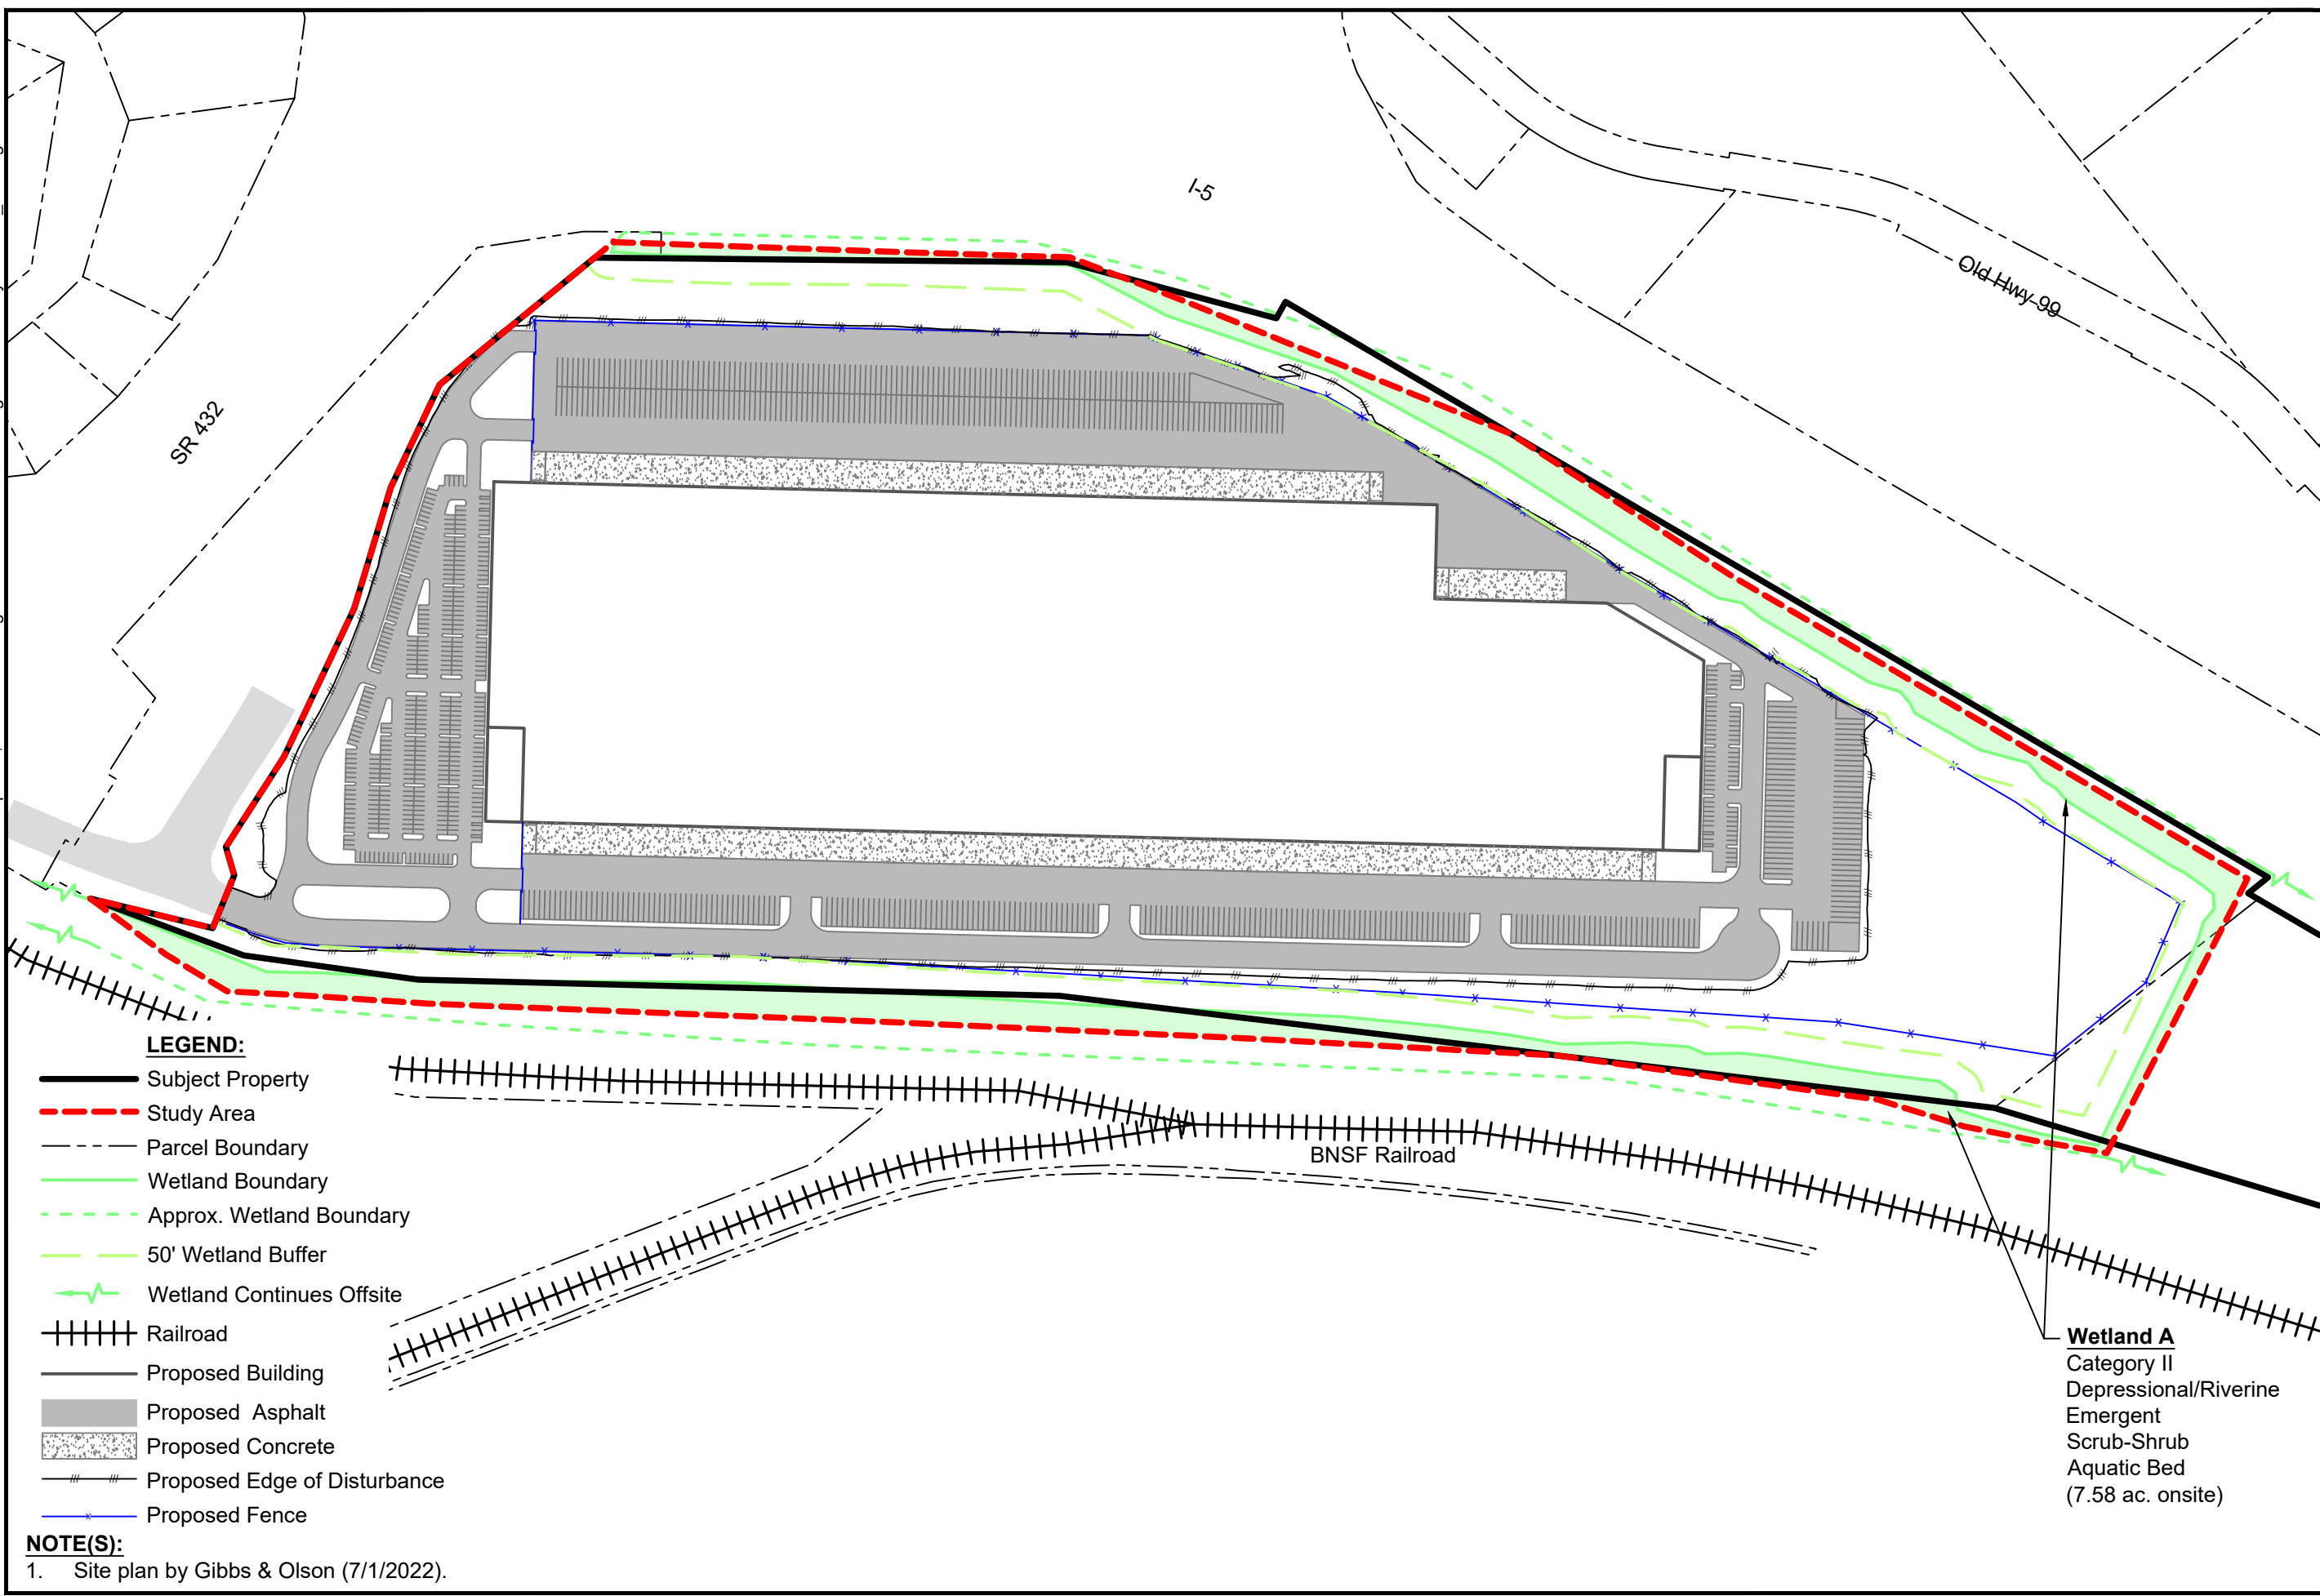 I-5
Old Hwy 99
SR 432
BNSF Railroad
LEGEND:
Subject Property
Study Area
Parcel Boundary
Wetland Boundary
Approx. Wetland Boundary
50' Wetland Buffer
Wetland Continues Offsite
Railroad
Proposed Building
Proposed Asphalt
Proposed Concrete
Proposed Edge of Disturbance
Proposed Fence
NOTE(S):
1. Site plan by Gibbs & Olson (7/1/2022).
Wetland A
Category II
Depressional/Riverine
Emergent
Scrub-Shrub
Aquatic Bed
(7.58 ac. onsite)